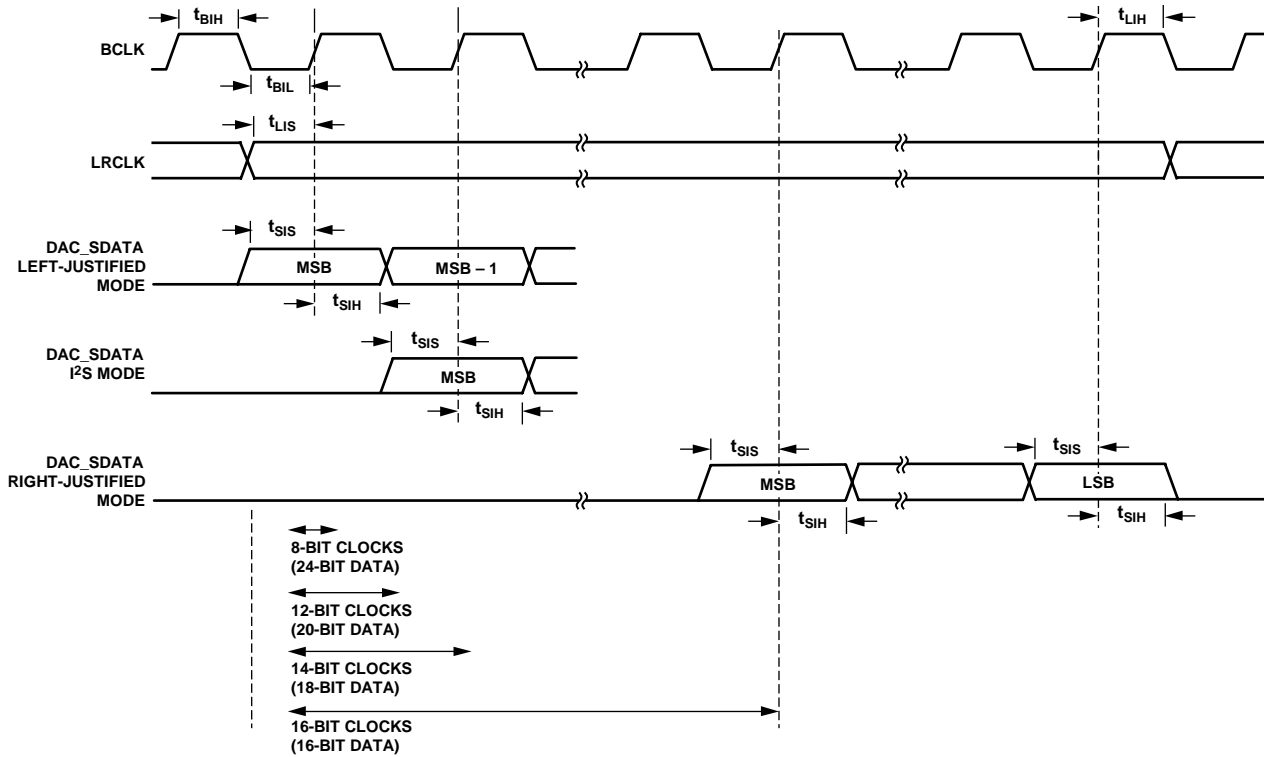 tBIH
tLIH
BCLK
tBIL
tLIS
LRCLK
tSIS
DAC_SDATA
LEFT-JUSTIFIED
MODE
MSB
MSB – 1
tSIH
tSIS
DAC_SDATA
I2S MODE
MSB
tSIH
tSIS
tSIS
DAC_SDATA
RIGHT-JUSTIFIED
MODE
MSB
LSB
tSIH
tSIH
8-BIT CLOCKS
(24-BIT DATA)
12-BIT CLOCKS
(20-BIT DATA)
14-BIT CLOCKS
(18-BIT DATA)
16-BIT CLOCKS
(16-BIT DATA)